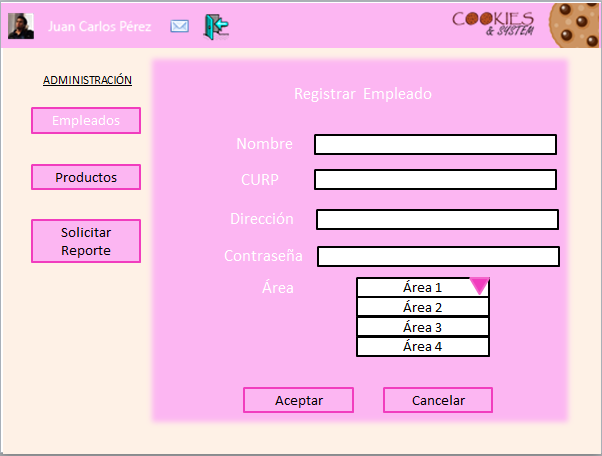 Juan Carlos Pérez
COOKIES
& SYSTEM
ADMINISTRACIÓN
Empleados
Productos
Solicitar
Reporte
Registrar Empleado
Nombre
CURP
Dirección
Contraseña
Área
Área 1
Área 2
Área 3
Área 4
Aceptar
Cancelar